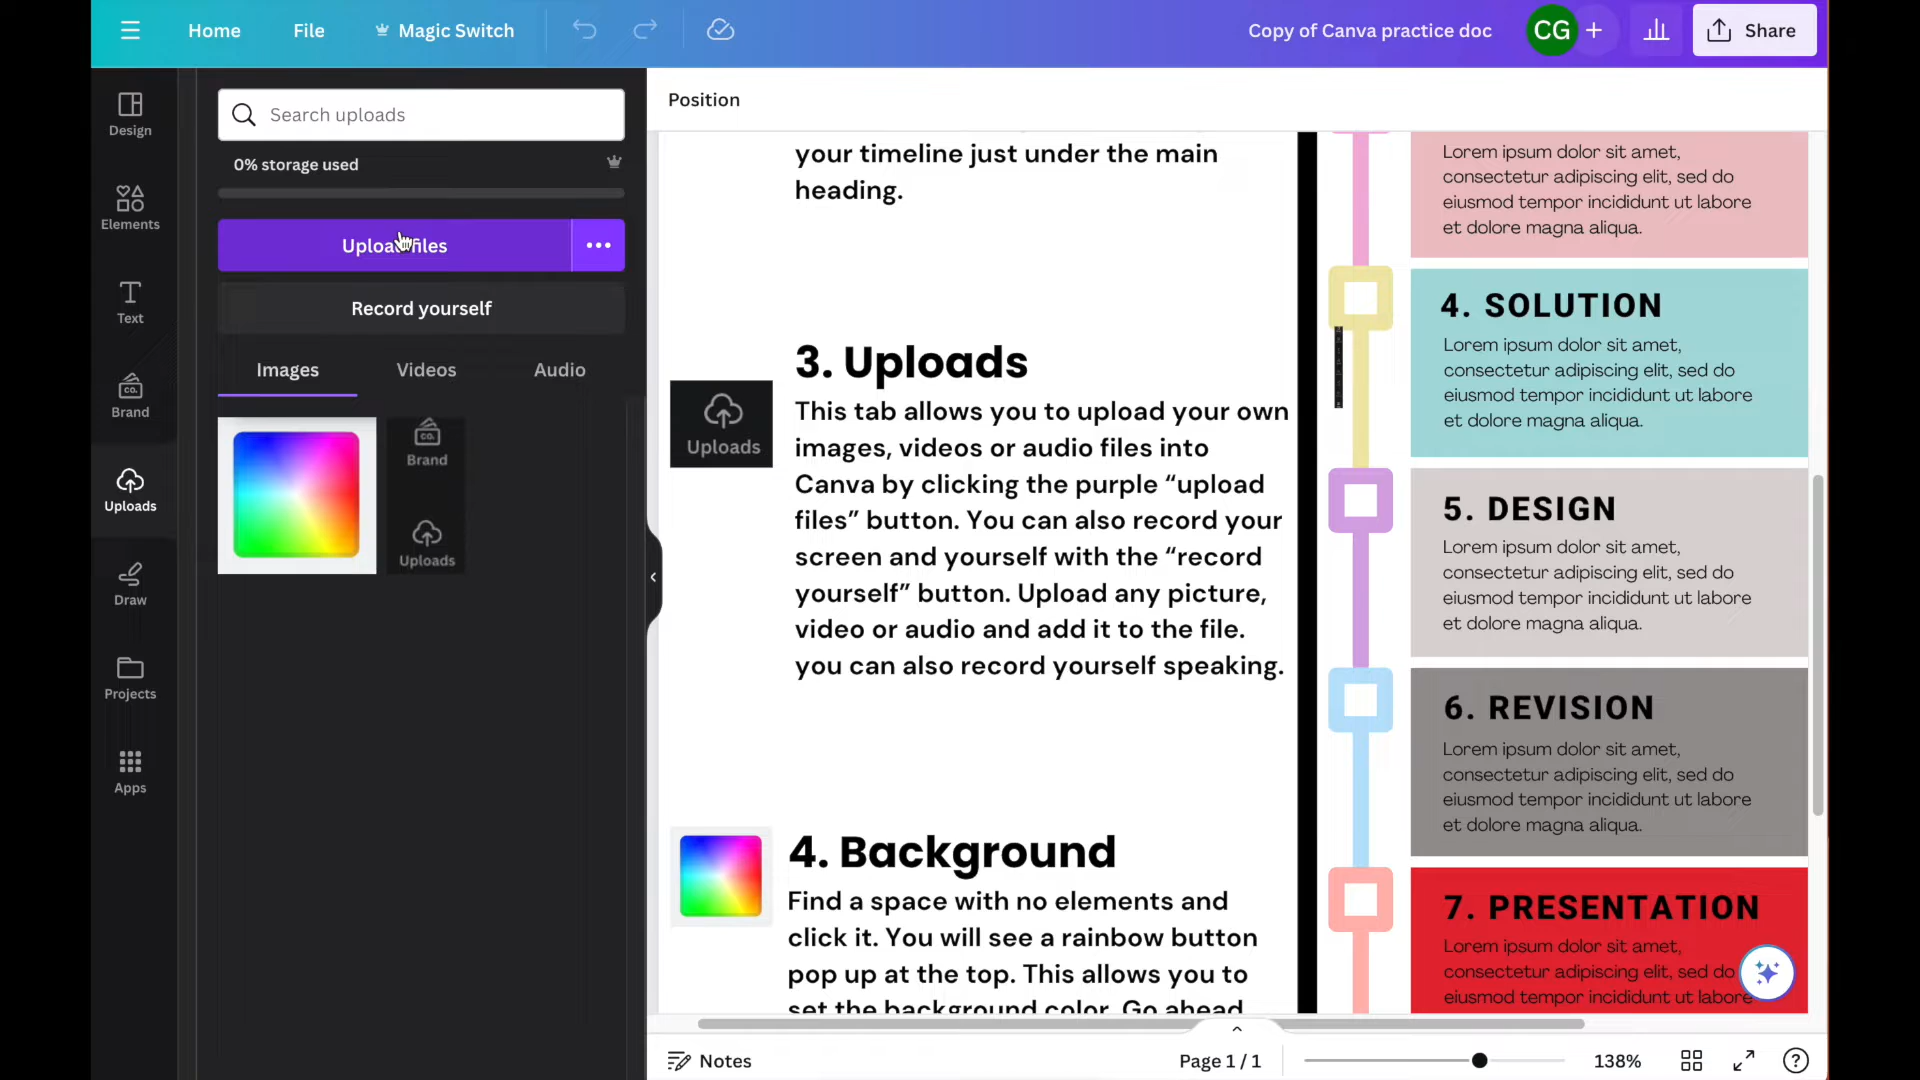 Home
File
Magic Switch
Copy of Canva practice doc
CG
Share
Design
Elements
Text
Brand
Uploads
Draw
Projects
Apps
Search uploads
0% storage used
Upload files
Record yourself
Images
Videos
Audio
CO.
Brand
Uploads
Position
your timeline just under the main
heading.
Uploads
3. Uploads
This tab allows you to upload your own
images, videos or audio files into
Canva by clicking the purple “upload
files” button. You can also record your
screen and yourself with the “record
yourself” button. Upload any picture,
video or audio and add it to the file.
you can also record yourself speaking.
4. Background
Find a space with no elements and
click it. You will see a rainbow button
pop up at the top. This allows you to
set the background color. Go ahead
Lorem ipsum dolor sit amet,
consectetur adipiscing elit, sed do
eiusmod tempor incididunt ut labore
et dolore magna aliqua.
4. SOLUTION
Lorem ipsum dolor sit amet,
consectetur adipiscing elit, sed do
eiusmod tempor incididunt ut labore
et dolore magna aliqua.
5. DESIGN
Lorem ipsum dolor sit amet,
consectetur adipiscing elit, sed do
eiusmod tempor incididunt ut labore
et dolore magna aliqua.
6. REVISION
Lorem ipsum dolor sit amet,
consectetur adipiscing elit, sed do
eiusmod tempor incididunt ut labore
et dolore magna aliqua.
7. PRESENTATION
Lorem ipsum dolor sit amet,
consectetur adipiscing elit, sed do
eiusmod tempor incididunt ut labore
Notes
Page 1 / 1
138%